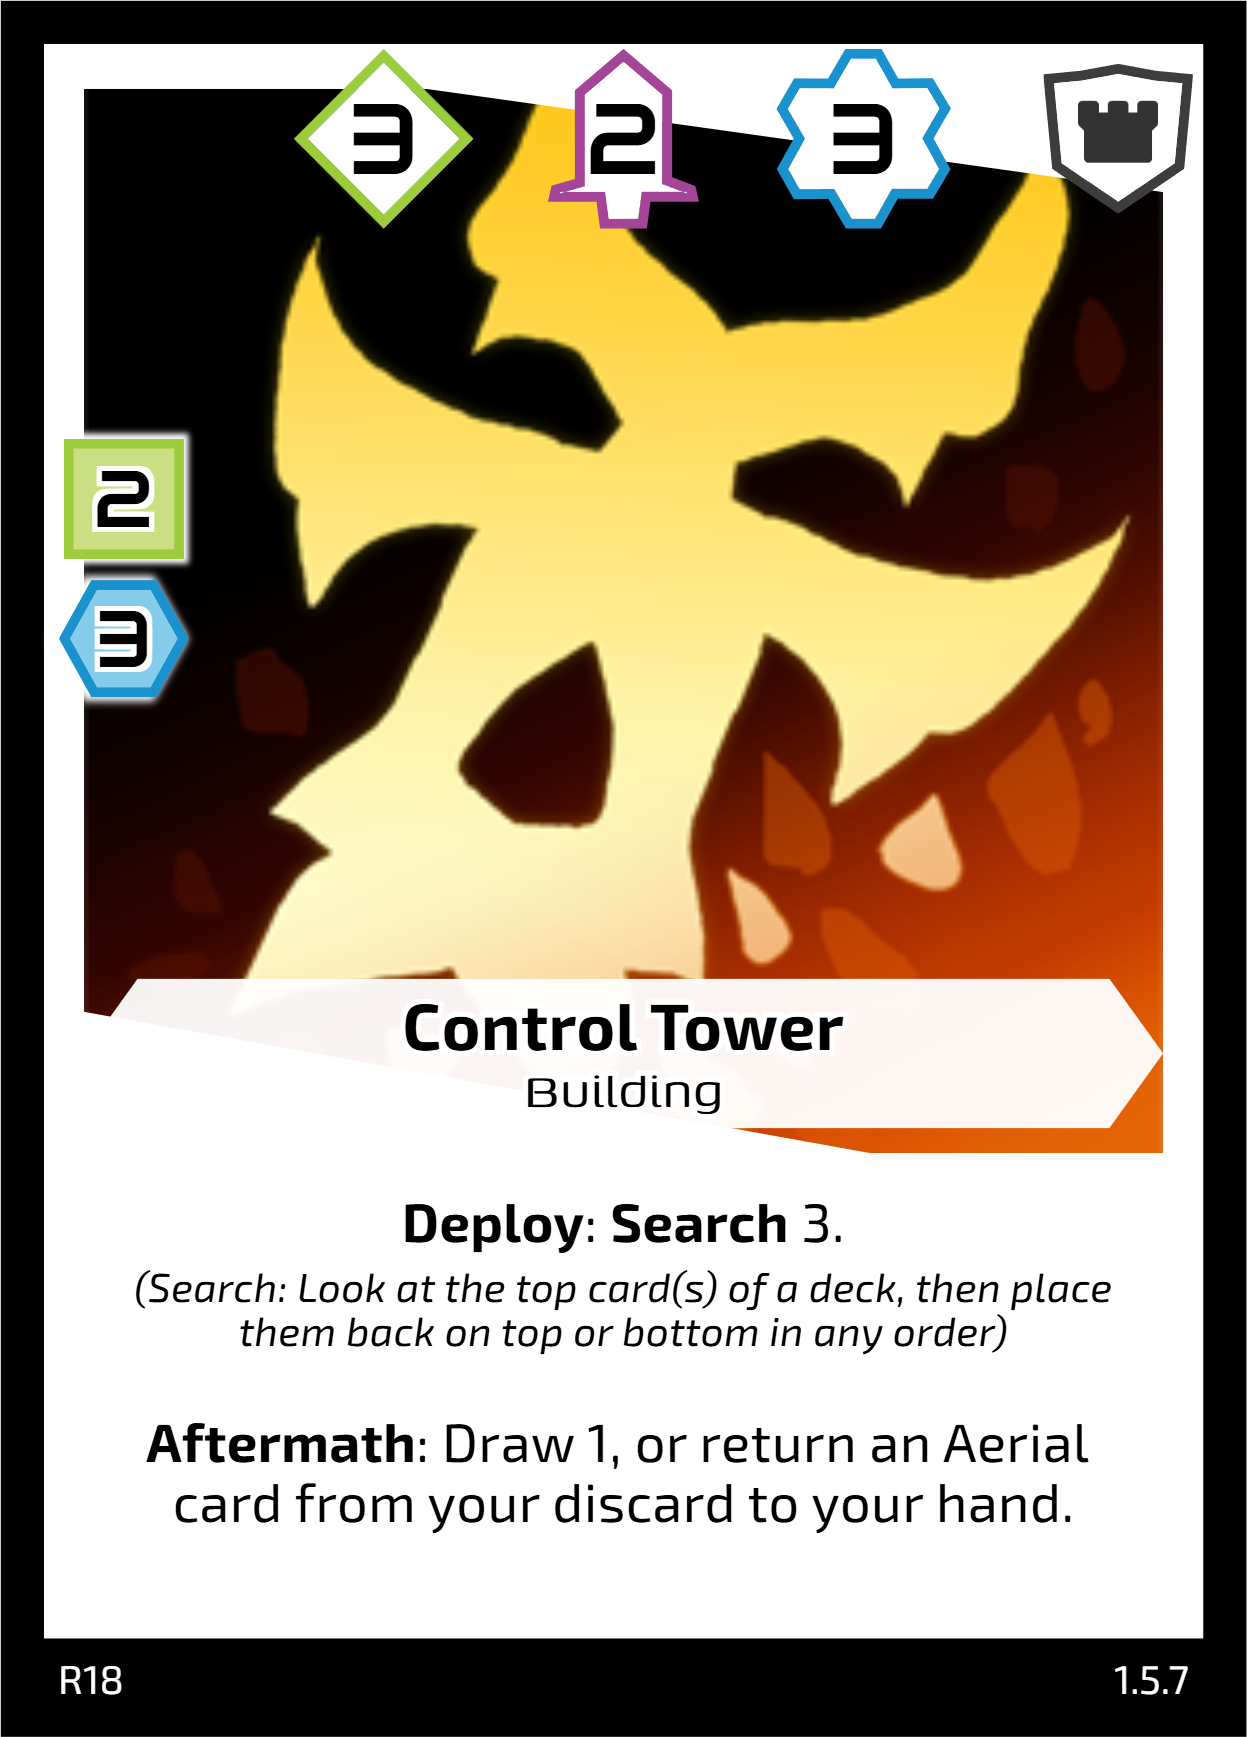 3 2 3
2
3
Control Tower
Building
Deploy: Search 3.
(Search: Look at the top card(s) of a deck, then place
them back on top or bottom in any order)
Aftermath: Draw 1, or return an Aerial
card from your discard to your hand.
R18 1.5.7